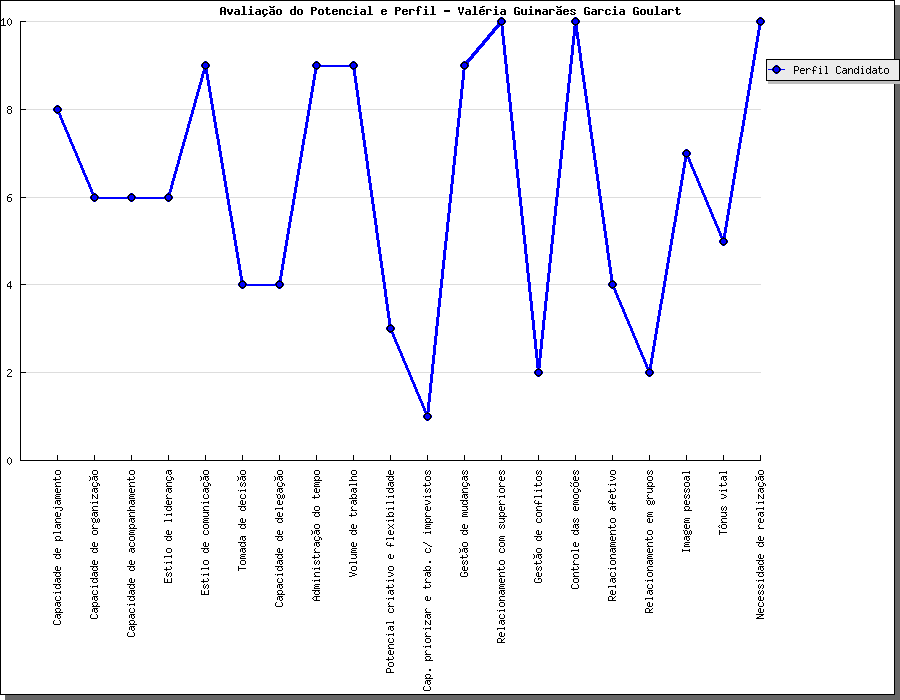 Avaliação do Potencial e Perfil - Valéria Guimarães Garcia Goulart
10
8
6
4
2
0
Perfil Candidato
Capacidade de planejamento
Capacidade de organização
Capacidade de acompanhamento
Estilo de liderança
Estilo de comunicação
Tomada de decisão
Capacidade de delegação
Administração do tempo
Volume de trabalho
Potencial criativo e flexibilidade
Cap. priorizar e trab. c/ imprevistos
Gestão de mudanças
Relacionamento com superiores
Gestão de conflitos
Controle das emoções
Relacionamento afetivo
Relacionamento em grupos
Imagem pessoal
Tônus vital
Necessidade de realização